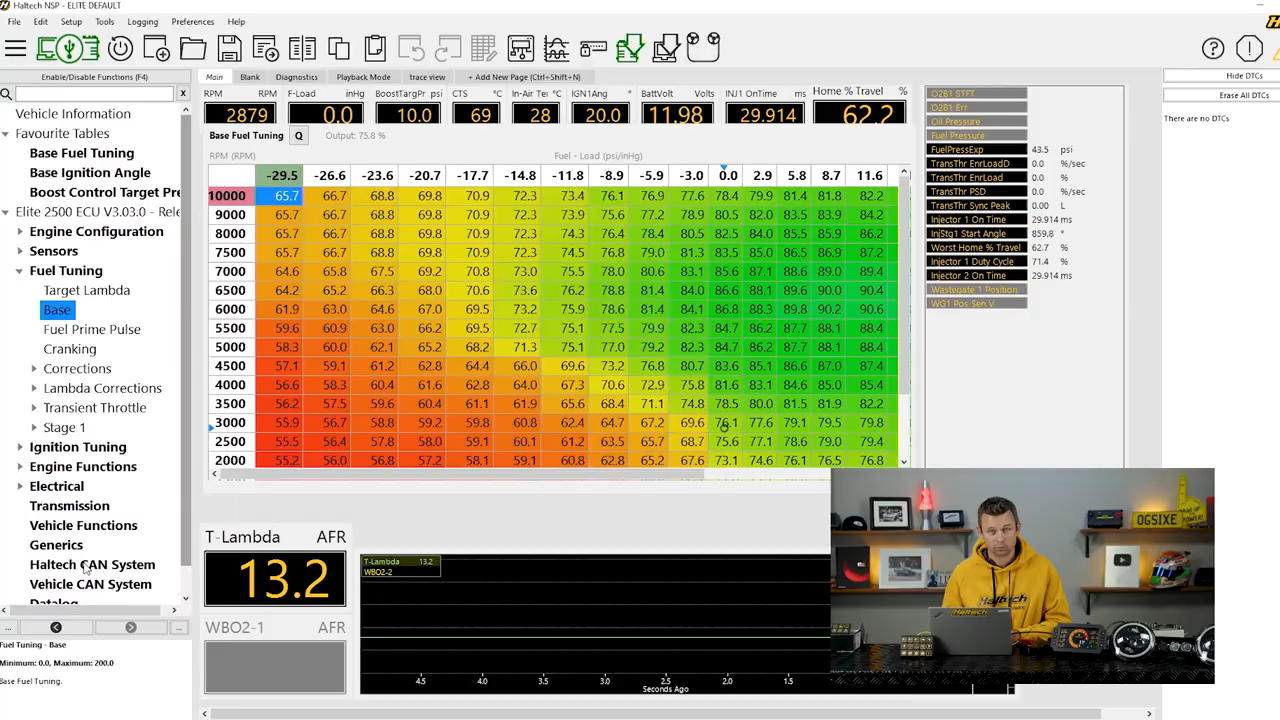 Haltech NSP - ELITE DEFAULT
File Edit Setup Tools Logging Preferences Help
Enable/Disable Functions (F4)
Main Blank Diagnostics Playback Mode trace view + Add New Page (Ctrl+Shift+N)
Hide DTCs
Erase All DTCs
There are no DTCs
X
Vehicle Information
Favourite Tables
Base Fuel Tuning
Base Ignition Angle
Boost Control Target Pre
Elite 2500 ECU V3.03.0 - Rele
Engine Configuration
Sensors
Fuel Tuning
Target Lambda
Base
Fuel Prime Pulse
Cranking
Corrections
Lambda Corrections
Transient Throttle
Stage 1
Ignition Tuning
Engine Functions
Electrical
Transmission
Vehicle Functions
Generics
Haltech CAN System
Vehicle CAN System
Datalog
... ...
Fuel Tuning - Base
Minimum: 0.0, Maximum: 200.0
Base Fuel Tuning.
RPM RPM F-Load inHg BoostTargPr psi CTS °C In-Air Ter °C IGN1Ang ° BattVolt Volts INJ1 OnTime ms Home % Travel %
2879 0.0 10.0 69 28 20.0 11.98 29.914 62.2
Base Fuel Tuning Q Output: 75.8 %
RPM (RPM) Fuel - Load (psi/inHg)
-29.5 -26.6 -23.6 -20.7 -17.7 -14.8 -11.8 -8.9 -5.9 -3.0 0.0 2.9 5.8 8.7 11.6
10000 65.7 66.7 68.8 69.8 70.9 72.3 73.4 76.1 76.9 77.6 78.4 79.9 81.4 81.8 82.2
9000 65.7 66.7 68.8 69.8 70.9 72.3 73.9 75.6 77.2 78.9 80.5 82.0 83.5 83.9 84.2
8000 65.7 66.7 68.8 69.8 70.9 72.3 74.3 76.4 78.4 80.5 82.5 84.0 85.5 85.9 86.2
7500 65.7 66.7 68.8 69.8 70.9 72.3 74.5 76.8 79.0 81.3 83.5 85.0 86.5 86.9 87.2
7000 64.6 65.8 67.5 69.2 70.8 73.0 75.5 78.0 80.6 83.1 85.6 87.1 88.6 89.0 89.4
6500 64.2 65.2 66.3 68.3 70.6 73.6 76.2 78.8 81.4 84.0 86.6 88.1 89.6 90.0 90.4
6000 61.9 63.0 64.6 67.0 69.5 73.2 75.9 78.6 81.4 84.1 86.8 88.3 89.8 90.2 90.6
5500 59.6 60.9 63.0 66.2 69.5 72.7 75.1 77.5 79.9 82.3 84.7 86.2 87.7 88.1 88.4
5000 58.3 60.0 62.1 65.2 68.2 71.3 75.1 77.0 79.2 82.3 84.7 86.2 87.7 88.1 88.4
4500 57.1 59.1 61.2 62.8 64.4 66.0 69.6 73.2 76.8 80.7 83.6 85.1 86.6 87.0 87.4
4000 56.6 58.3 60.4 61.6 62.8 64.0 67.3 70.6 72.9 75.8 81.6 83.1 84.6 85.0 85.4
3500 56.2 57.5 59.6 60.4 61.1 61.9 65.6 68.4 71.1 74.8 78.5 80.0 81.5 81.9 82.2
3000 55.9 56.7 58.8 59.2 59.8 60.8 62.4 64.7 67.2 69.6 76.1 77.6 79.1 79.5 79.8
2500 55.5 56.4 57.8 58.0 59.1 60.1 61.2 63.5 65.7 68.7 75.6 77.1 78.6 79.0 79.4
2000 55.2 56.0 56.8 57.2 58.1 59.1 60.8 62.8 65.2 67.6 73.1 74.6 76.1 76.5 76.8
O2B1 STFT
O2B1 Err
Oil Pressure
Fuel Pressure
FuelPressExp 43.5 psi
TransThr EnrLoadD 0.0 %/sec
TransThr EnrLoad 0.0 %
TransThr PSD 0.0 %/sec
TransThr Sync Peak 0.00 L
Injector 1 On Time 29.914 ms
InjStg1 Start Angle 859.8 °
Worst Home % Travel 62.7 %
Injector 1 Duty Cycle 71.4 %
Injector 2 On Time 29.914 ms
Wastegate 1 Position
WG1 Pos Sen V
T-Lambda AFR
13.2
WBO2-1 AFR
T-Lambda 13.2
WBO2-2
4.5 4.0 3.5 3.0 2.5 2.0 1.5
Seconds Ago
OGSIXE
Haltech
Haltech